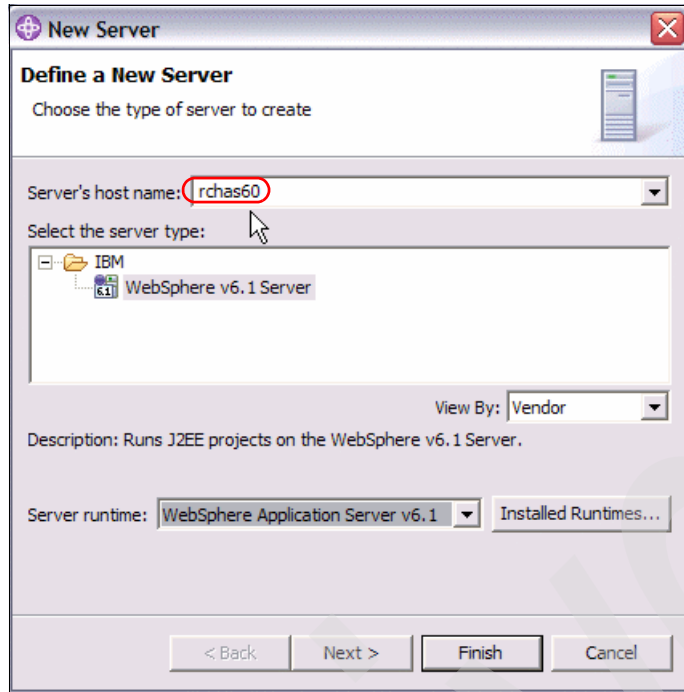 New Server
Define a New Server
Choose the type of server to create
Server's host name: rchas60
Select the server type:
IBM
6.1 WebSphere v6.1 Server
View By: Vendor
Description: Runs J2EE projects on the WebSphere v6.1 Server.
Server runtime: WebSphere Application Server v6.1 Installed Runtimes...
< Back Next > Finish Cancel